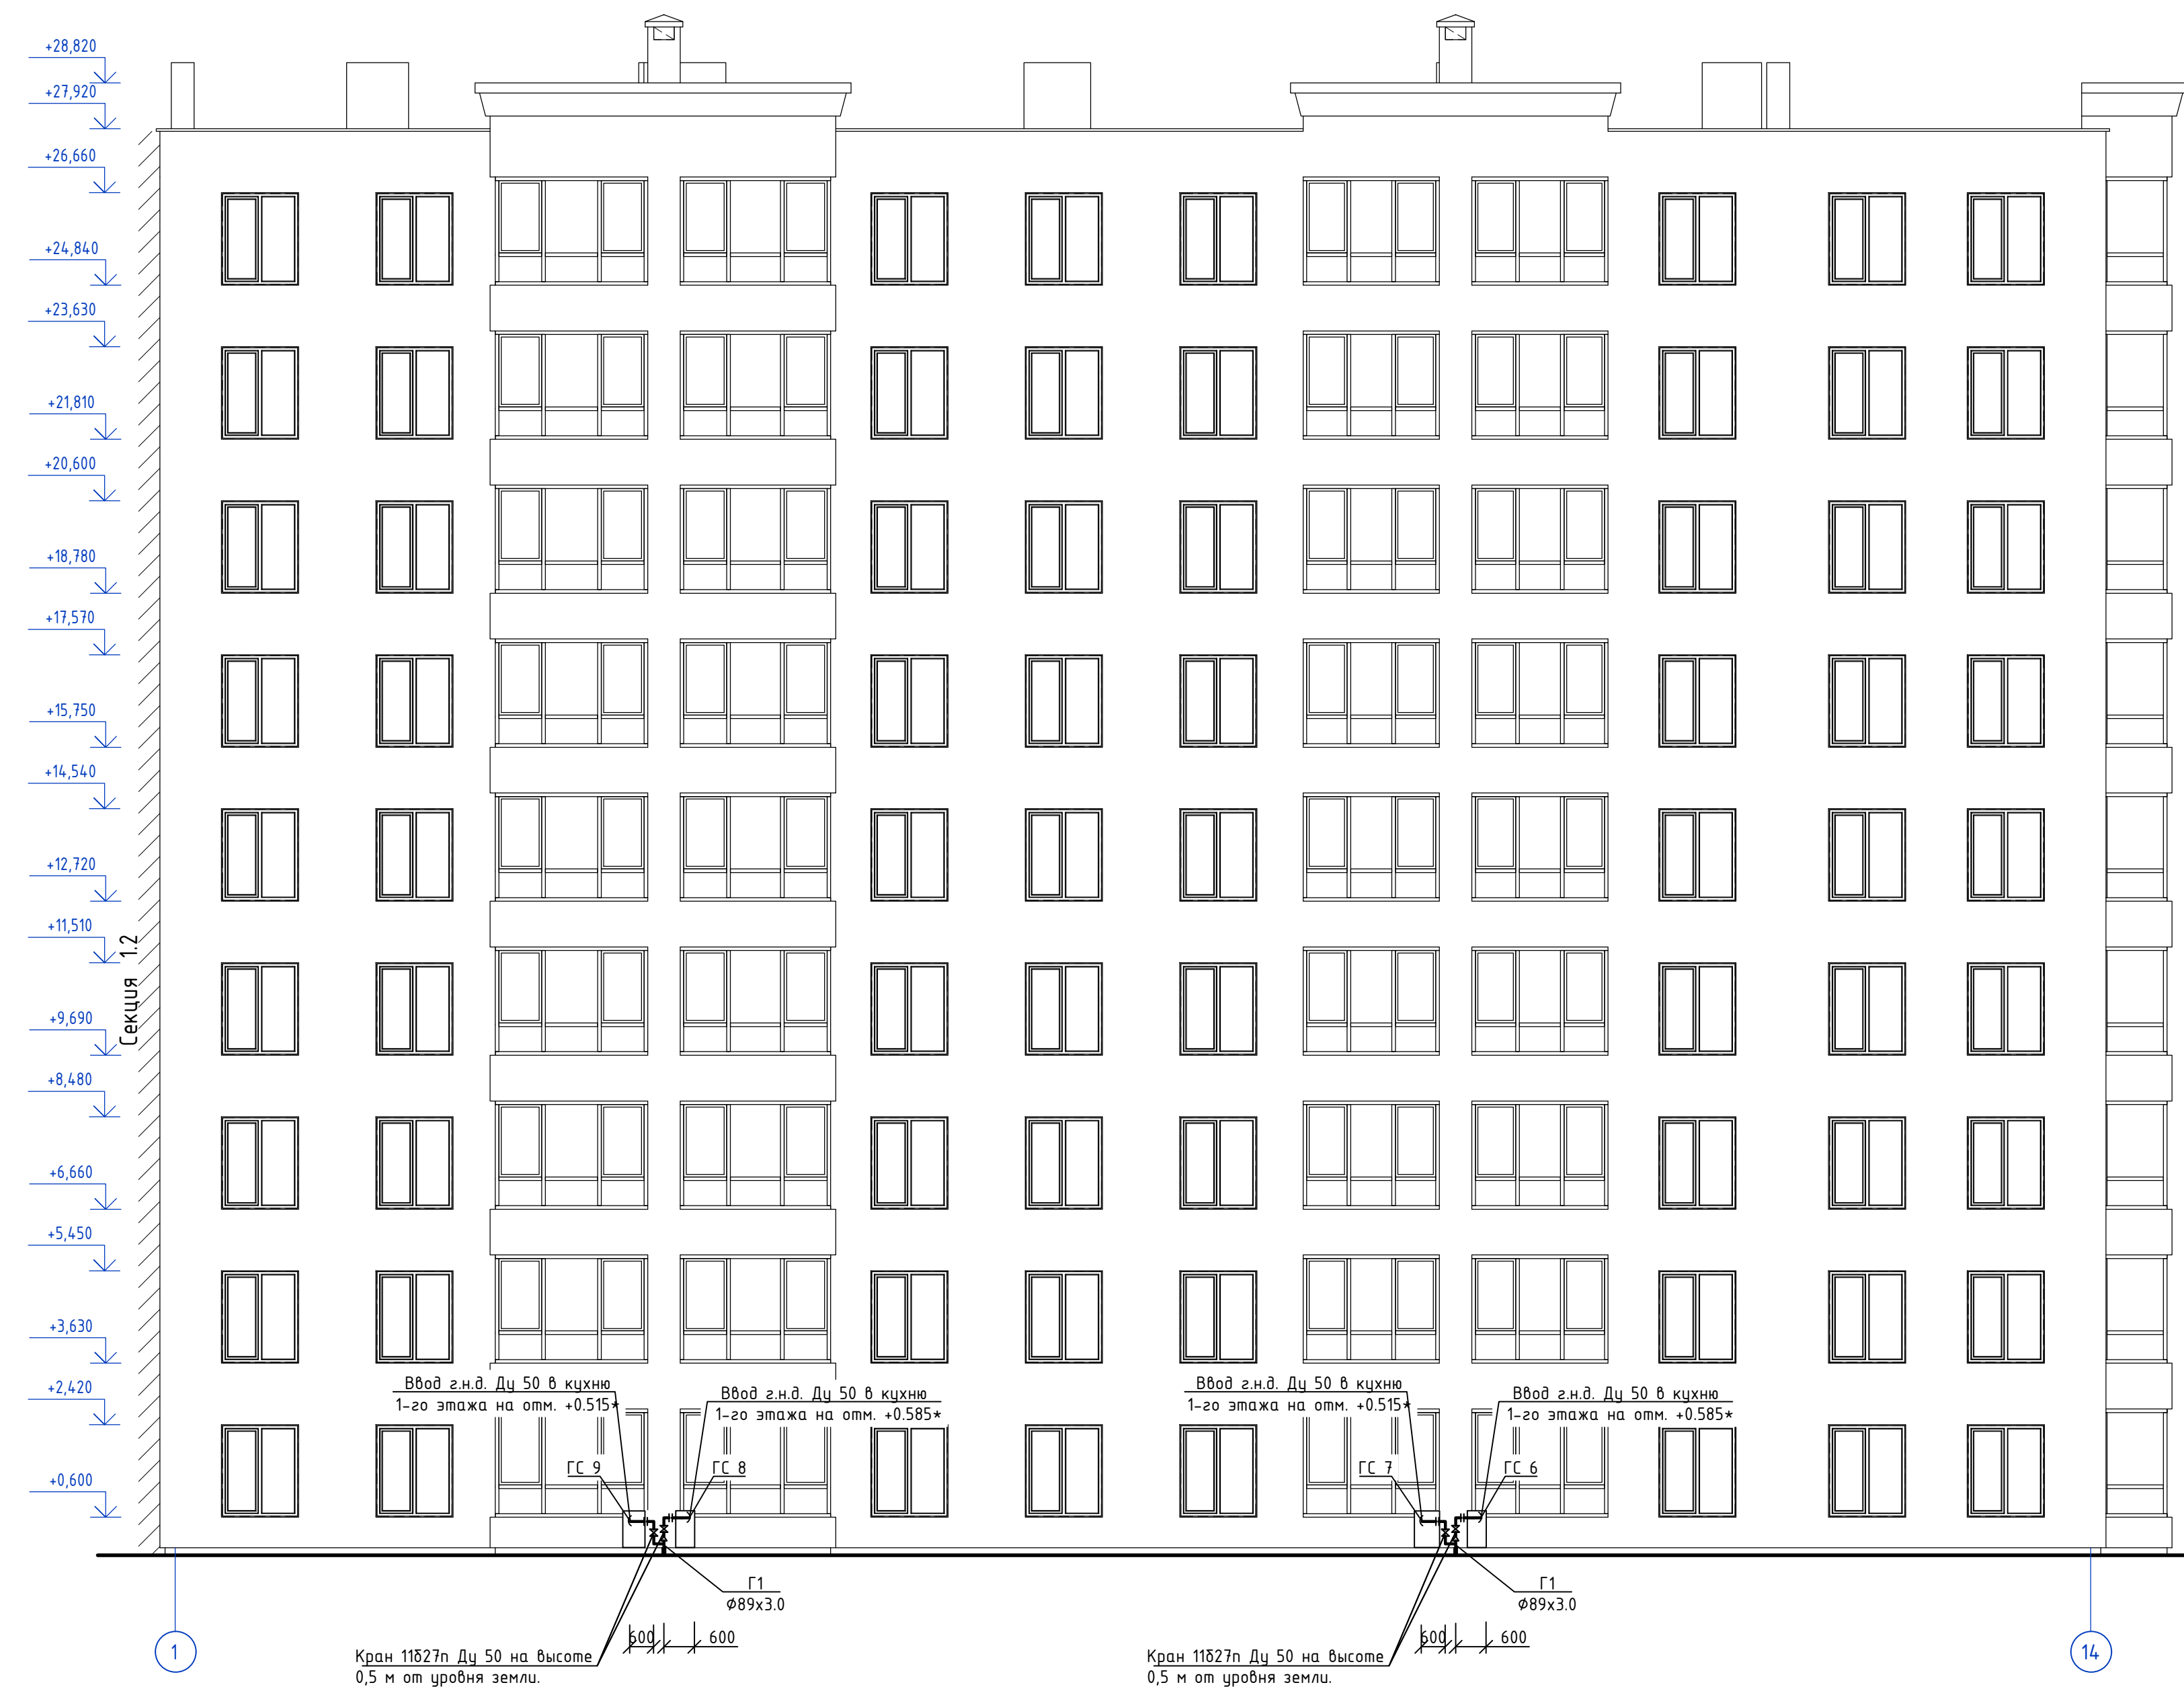 +28,820
+27,920
+26,660
+24,840
+23,630
+21,810
+20,600
+18,780
+17,570
+15,750
+14,540
+12,720
+11,510
Секция 1.2
+9,690
+8,480
+6,660
+5,450
+3,630
+2,420
+0,600
Ввод г.н.д. Ду 50 в кухню
1-го этажа на отм. +0.515*
Ввод г.н.д. Ду 50 в кухню
1-го этажа на отм. +0.585*
Ввод г.н.д. Ду 50 в кухню
1-го этажа на отм. +0.515*
Ввод г.н.д. Ду 50 в кухню
1-го этажа на отм. +0.585*
ГС 9
ГС 8
ГС 7
ГС 6
Г1
Ø89х3.0
Г1
Ø89х3.0
600
600
600
600
Кран 11б27п Ду 50 на высоте
0,5 м от уровня земли.
Кран 11б27п Ду 50 на высоте
0,5 м от уровня земли.
1
14